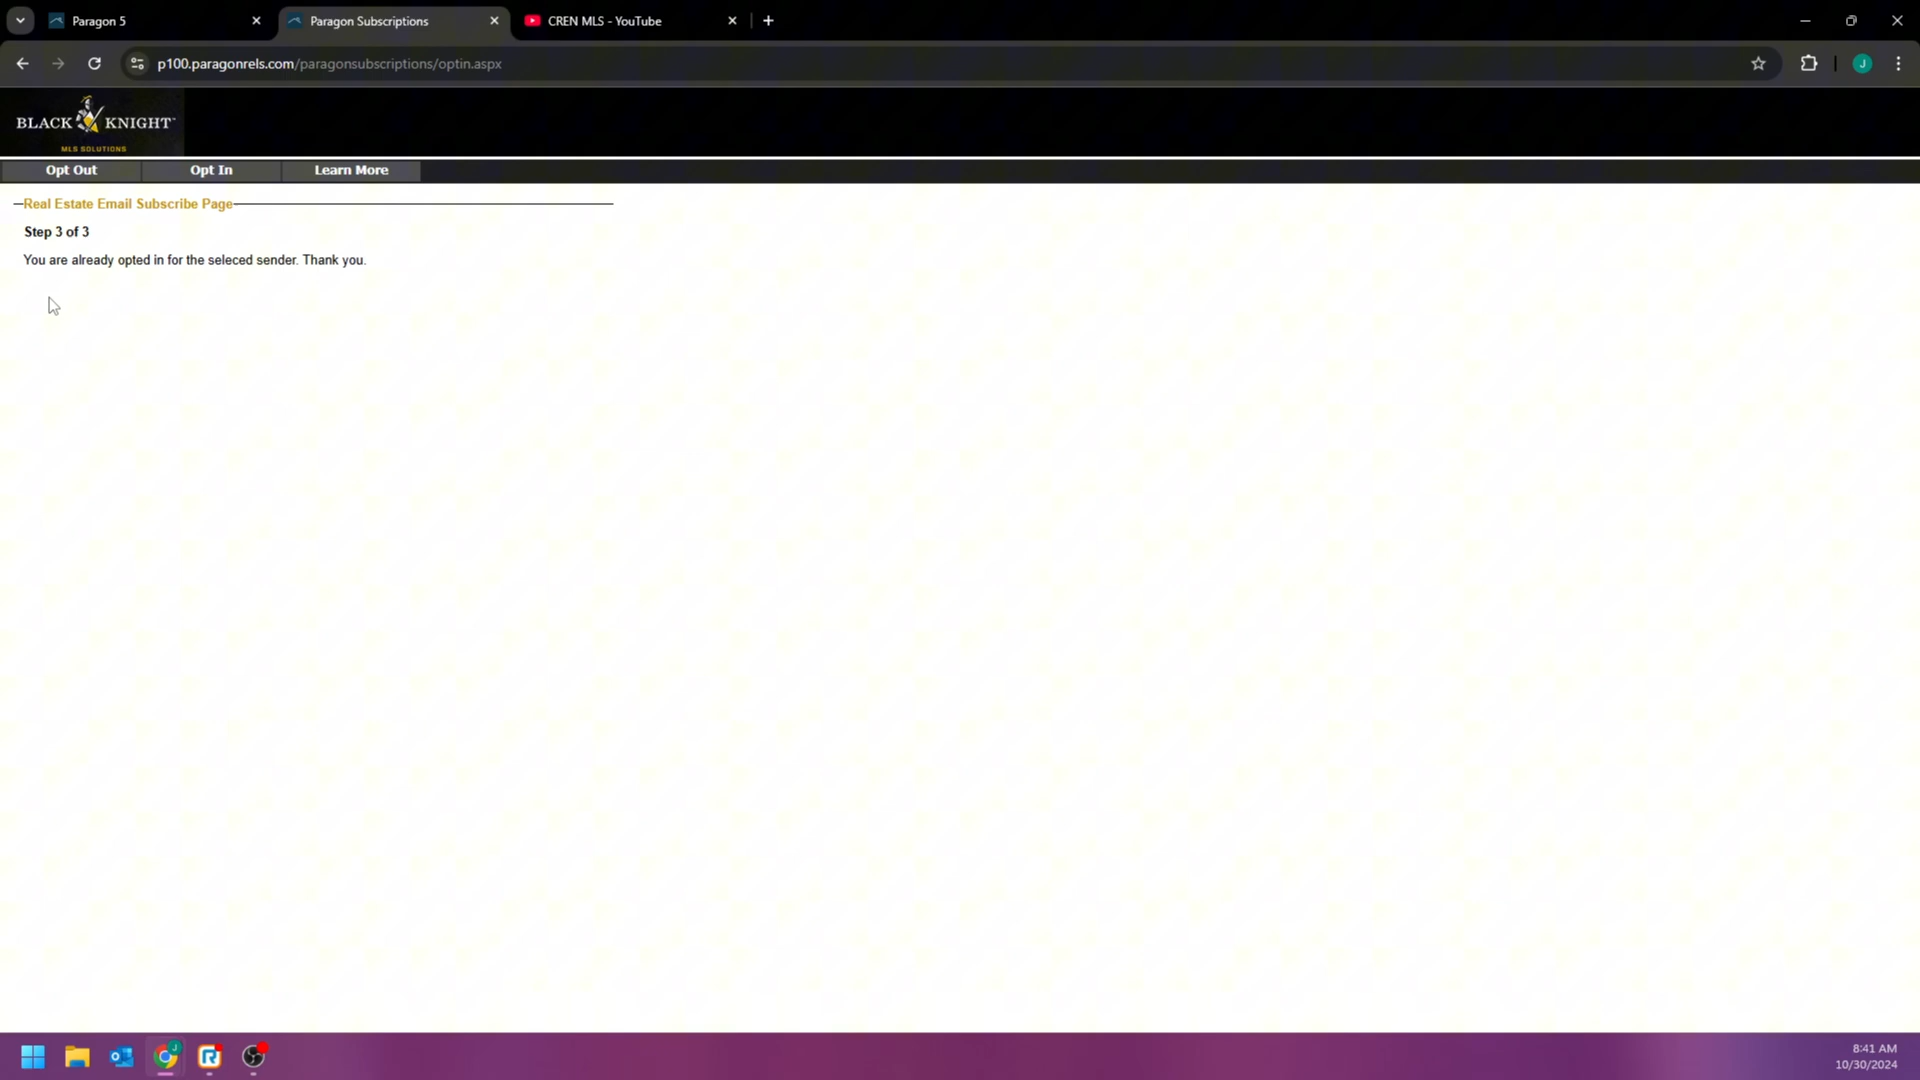 Paragon 5
Paragon Subscriptions
CREN MLS - YouTube
p100.paragonrels.com/paragonsubscriptions/optin.aspx
J
BLACK KNIGHT
MLS SOLUTIONS
Opt Out
Opt In
Learn More
Real Estate Email Subscribe Page
Step 3 of 3
You are already opted in for the seleced sender. Thank you.
8:41 AM
10/30/2024